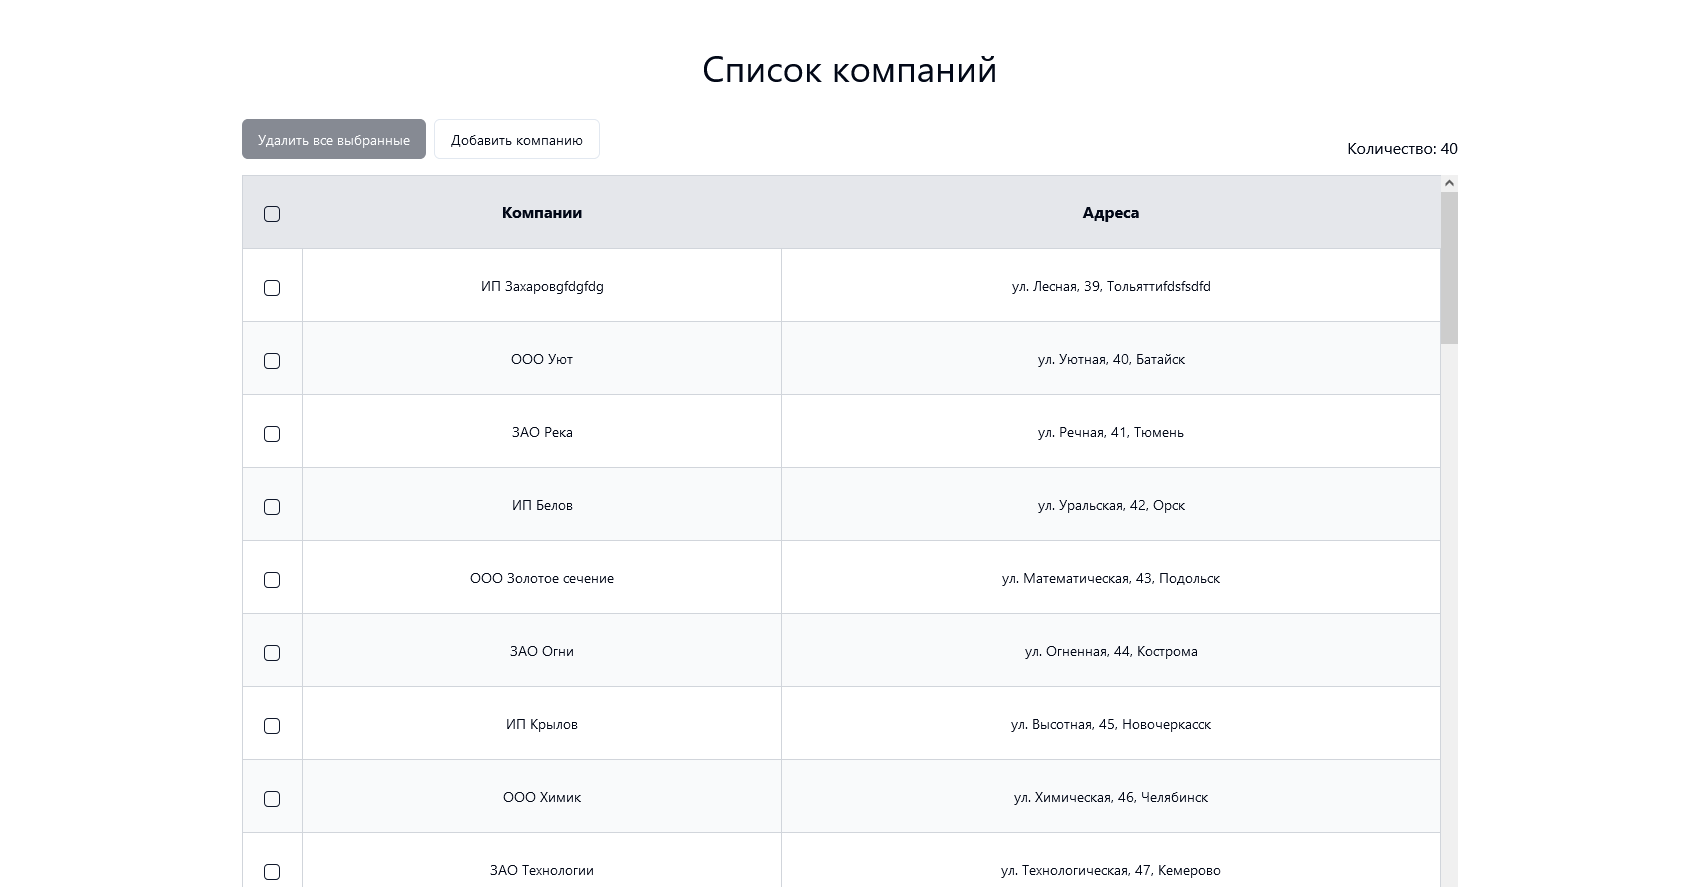 Список компаний
Удалить все выбранные Добавить компанию Количество: 40
Компании Адреса
ИП Захаровgfdgfdg ул. Лесная, 39, Тольяттиfdsfsdfd
ООО Уют ул. Уютная, 40, Батайск
ЗАО Река ул. Речная, 41, Тюмень
ИП Белов ул. Уральская, 42, Орск
ООО Золотое сечение ул. Математическая, 43, Подольск
ЗАО Огни ул. Огненная, 44, Кострома
ИП Крылов ул. Высотная, 45, Новочеркасск
ООО Химик ул. Химическая, 46, Челябинск
ЗАО Технологии ул. Технологическая, 47, Кемерово